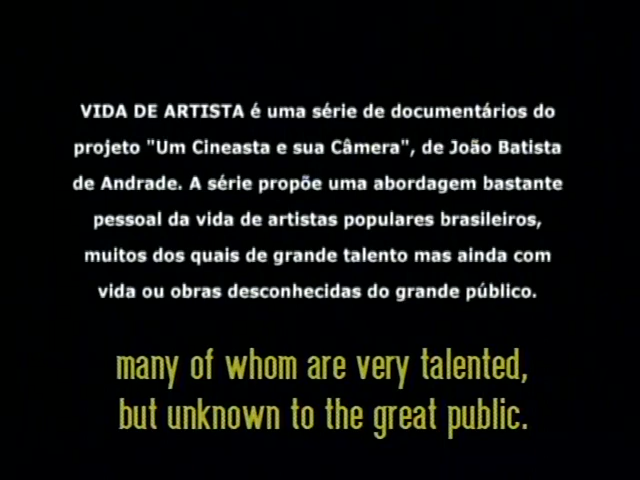 VIDA DE ARTISTA é uma série de documentários do
projeto "Um Cineasta e sua Câmera", de João Batista
de Andrade. A série propõe uma abordagem bastante
pessoal da vida de artistas populares brasileiros,
muitos dos quais de grande talento mas ainda com
vida ou obras desconhecidas do grande público.
many of whom are very talented,
but unknown to the great public.